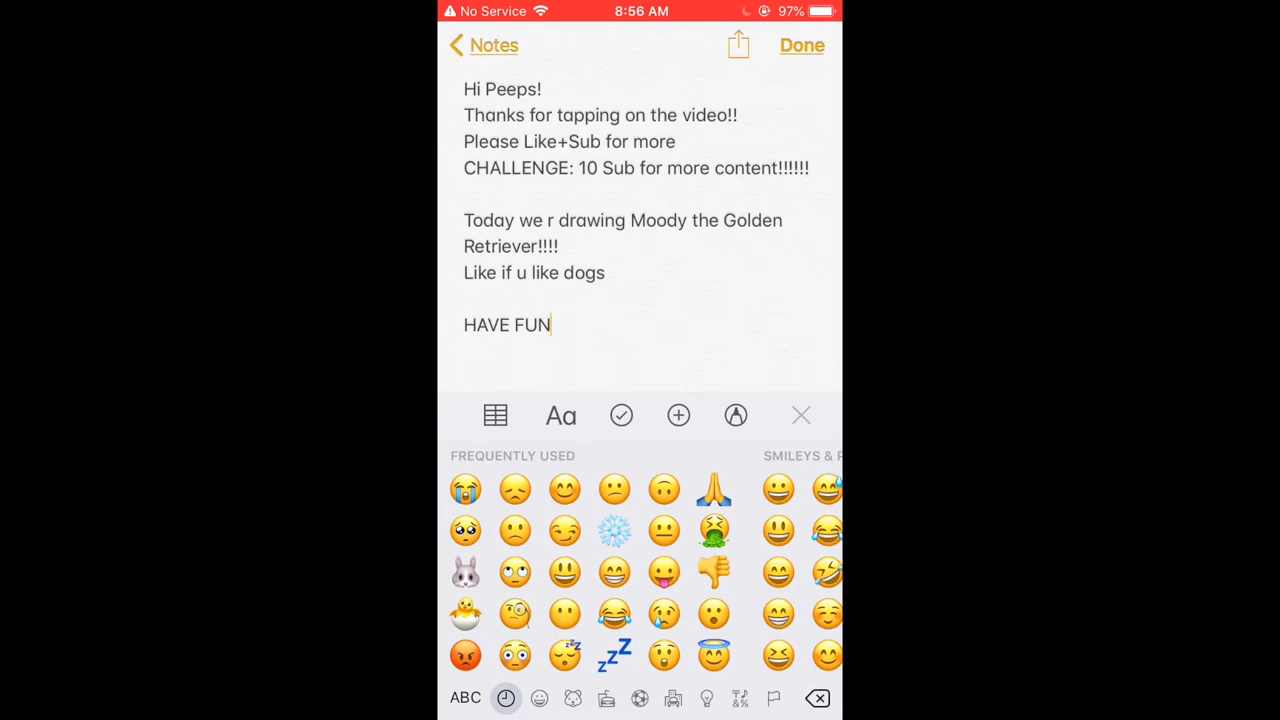 No Service 8:56 AM 97%
Notes Done
Hi Peeps!
Thanks for tapping on the video!!
Please Like+Sub for more
CHALLENGE: 10 Sub for more content!!!!!!
Today we r drawing Moody the Golden
Retriever!!!!
Like if u like dogs
HAVE FUN
Aa
FREQUENTLY USED SMILEYS & P
ABC